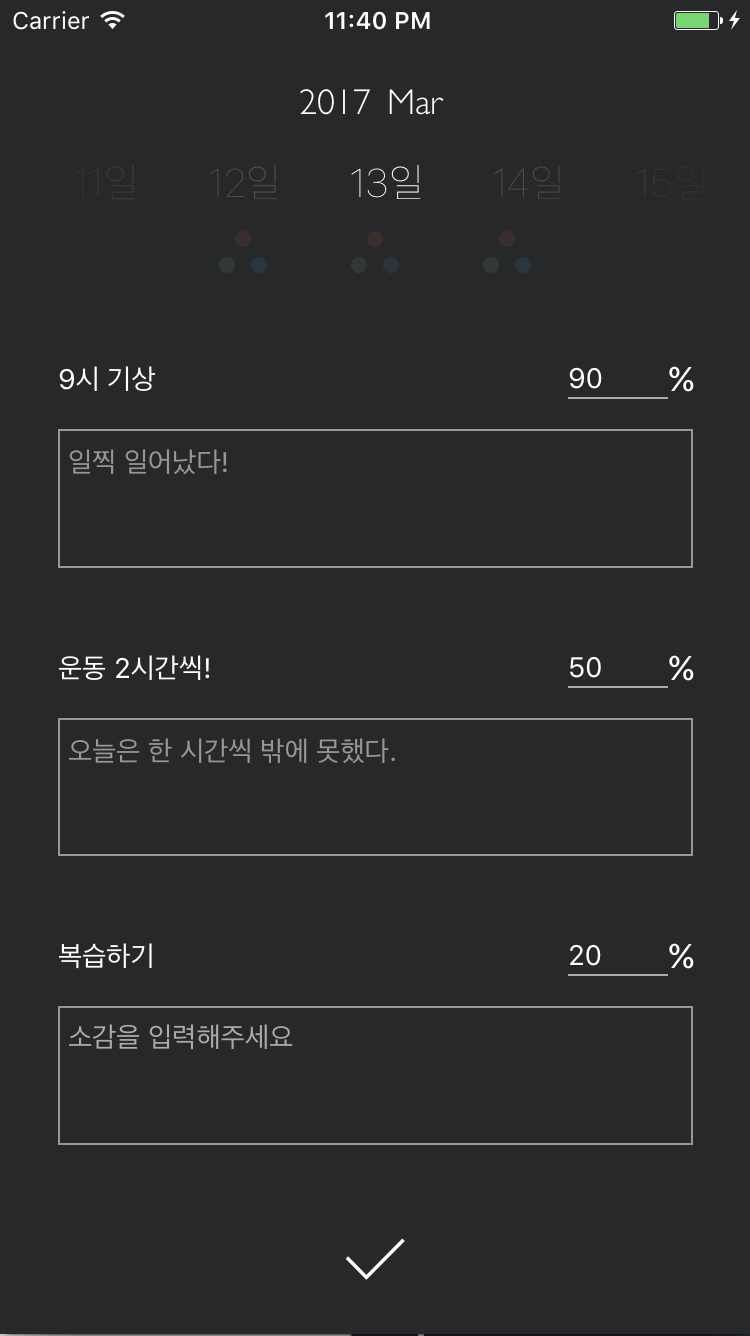 Carrier 11:40 PM
2017 Mar
11일 12일 13일 14일 15일
9시 기상 90 %
일찍 일어났다!
운동 2시간씩! 50 %
오늘은 한 시간씩 밖에 못했다.
복습하기 20 %
소감을 입력해주세요